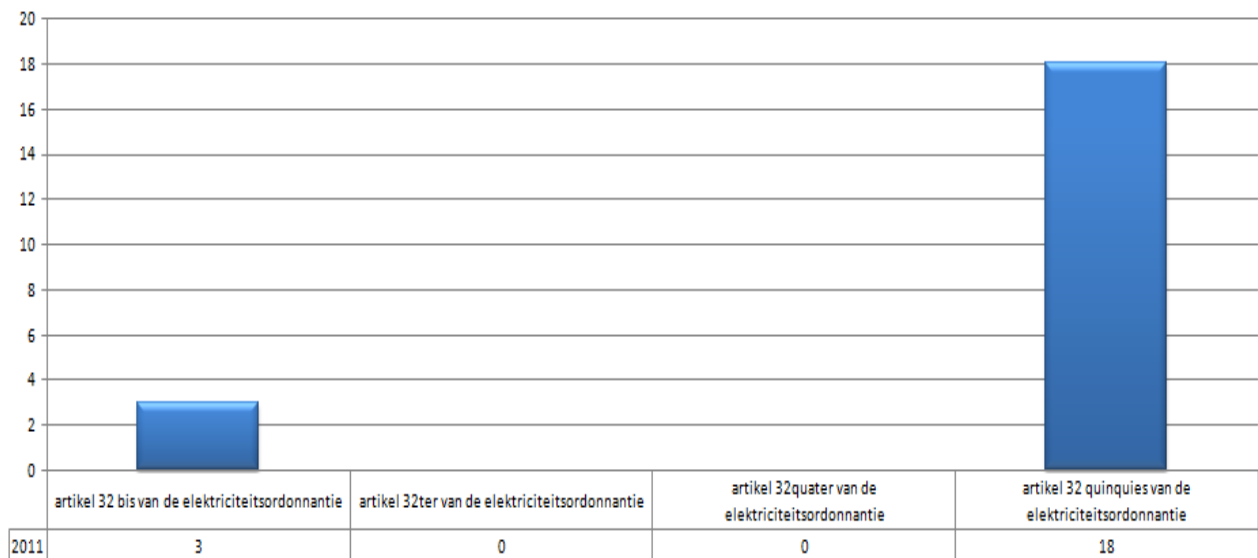 20
18
16
14
12
10
8
6
4
2
0
artikel 32 bis van de elektriciteitsordonnantie
artikel 32ter van de elektriciteitsordonnantie
artikel 32quater van de
elektriciteitsordonnantie
artikel 32 quinquies van de
elektriciteitsordonnantie
2011 3 0 0 18